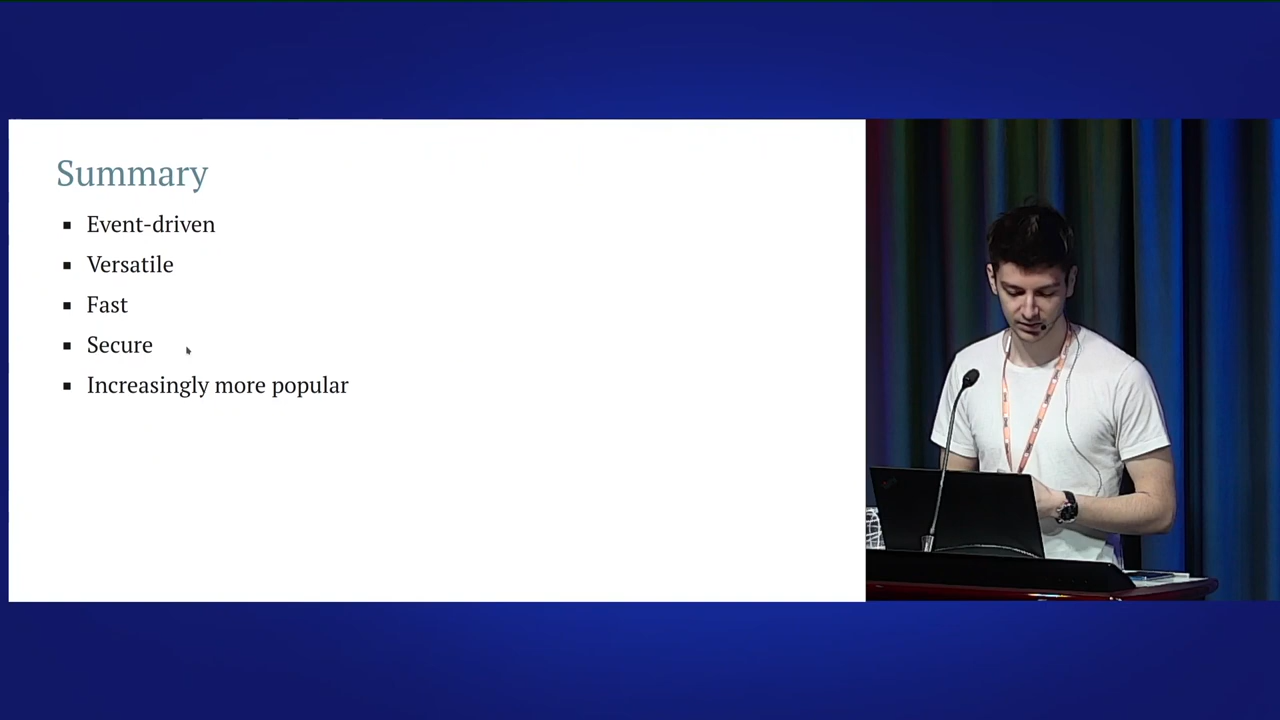 Summary
Event-driven
Versatile
Fast
Secure
Increasingly more popular